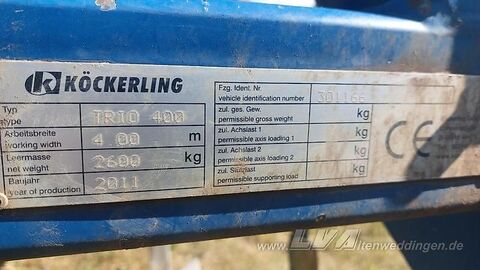 KÖCKERLING
Typ
type
TRIO 400
Arbeitsbreite
working width
4 00 m
Leermasse
net weight
2600 kg
Baujahr
year of production
2011
Fzg. Ident. Nr.
vehicle identification number
301166
zul. ges. Gew.
permissible gross weight
kg
zul. Achslast 1
permissible axis loading 1
kg
zul. Achslast 2
permissible axis loading 2
kg
zul. Stützlast
permissible supporting load
kg
CE
LVAltenweddingen.de